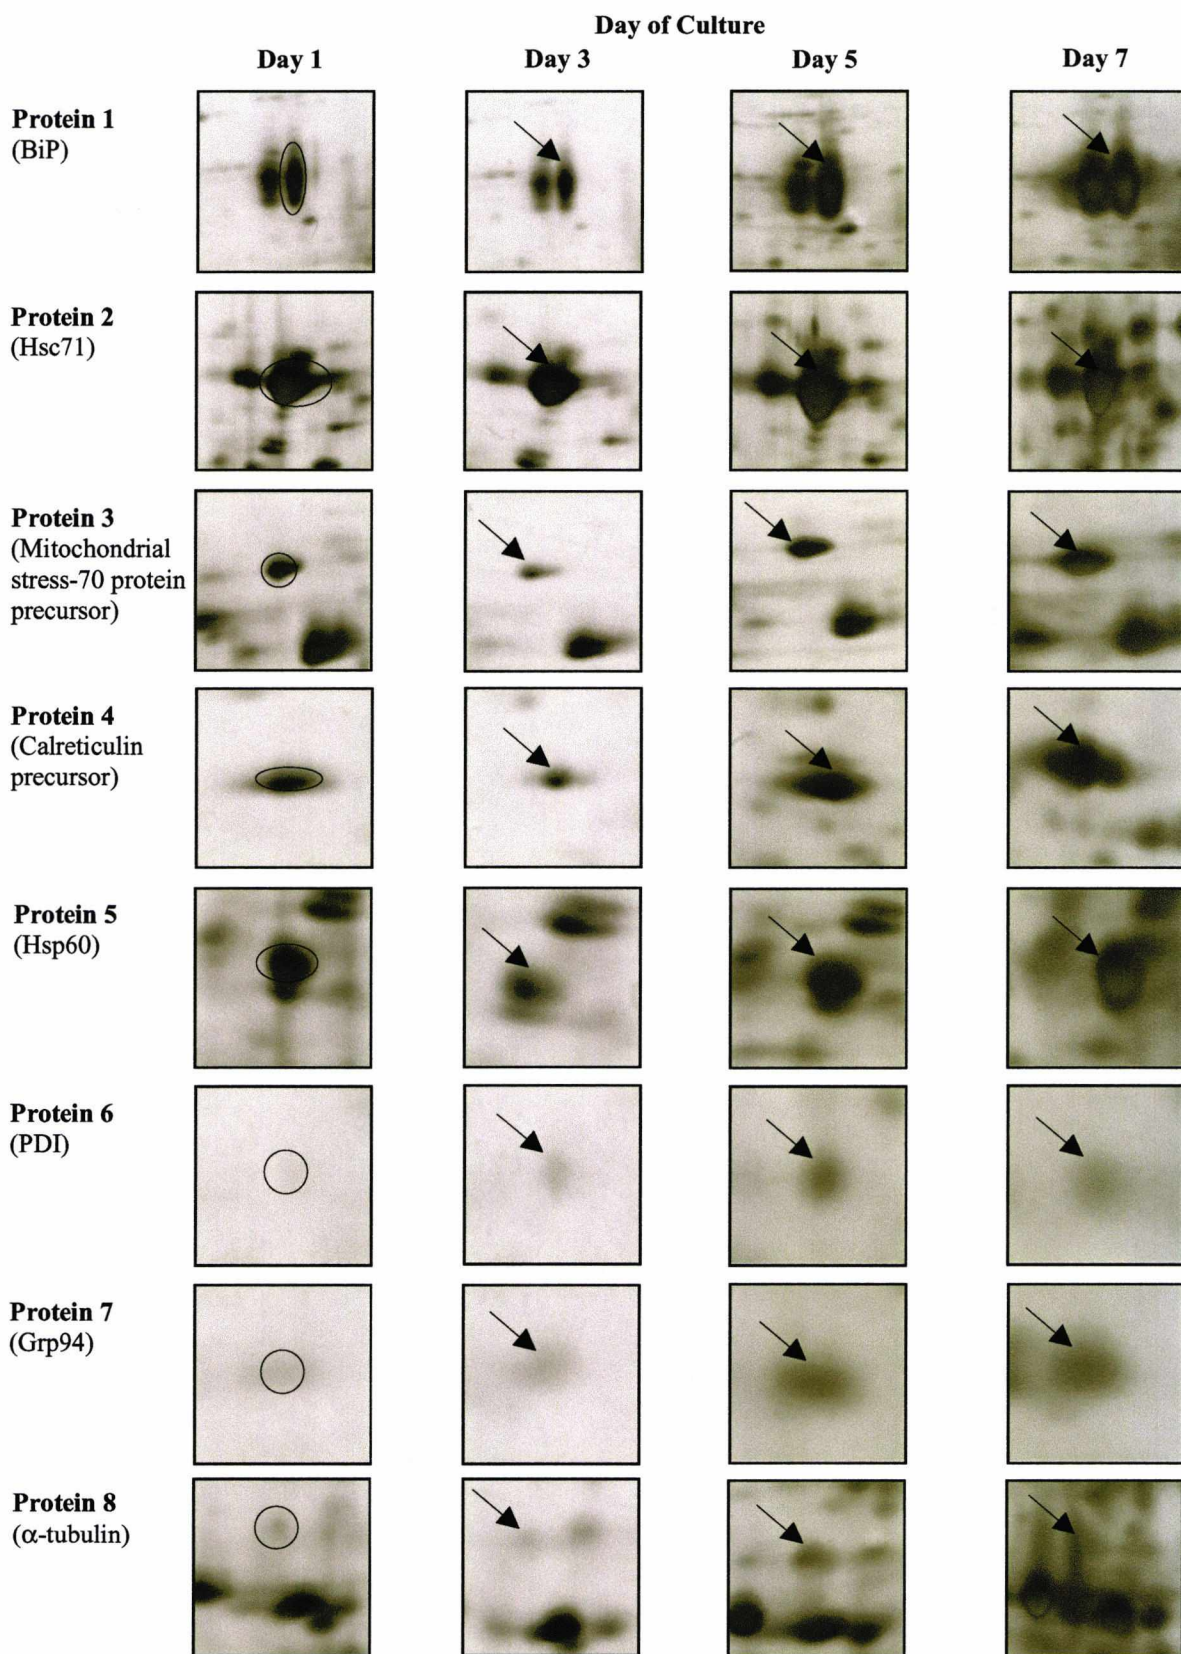 Day of Culture
Day 1 Day 3 Day 5 Day 7
Protein 1
(BiP)
Protein 2
(Hsc71)
Protein 3
(Mitochondrial
stress-70 protein
precursor)
Protein 4
(Calreticulin
precursor)
Protein 5
(Hsp60)
Protein 6
(PDI)
Protein 7
(Grp94)
Protein 8
(α-tubulin)